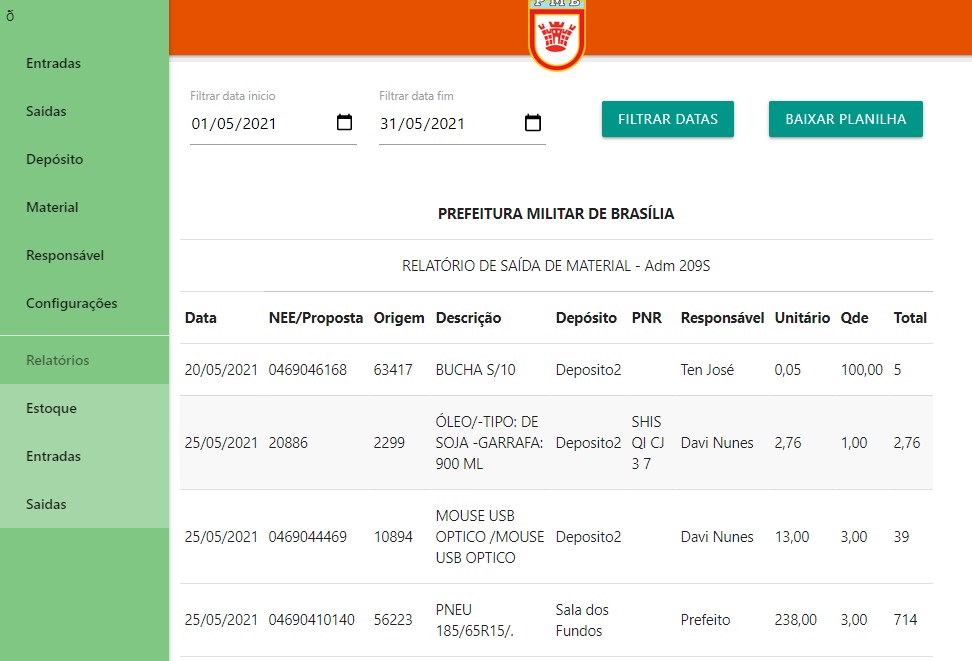 õ
Entradas
Saidas
Depósito
Material
Responsável
Configurações
Relatórios
Estoque
Entradas
Saidas
PMB
Filtrar data inicio
Filtrar data fim
01/05/2021
31/05/2021
FILTRAR DATAS
BAIXAR PLANILHA
PREFEITURA MILITAR DE BRASÍLIA
RELATÓRIO DE SAÍDA DE MATERIAL - Adm 209S
Data NEE/Proposta Origem Descrição Depósito PNR Responsável Unitário Qde Total
20/05/2021 0469046168 63417 BUCHA S/10 Deposito2 Ten José 0,05 100,00 5
ÓLEO/-TIPO: DE SHIS
25/05/2021 20886 2299 SOJA -GARRAFA: Deposito2 QI CJ Davi Nunes 2,76 1,00 2,76
900 ML 3 7
MOUSE USB
25/05/2021 0469044469 10894 OPTICO /MOUSE Deposito2 Davi Nunes 13,00 3,00 39
USB OPTICO
PNEU Sala dos
25/05/2021 04690410140 56223 185/65R15/. Fundos Prefeito 238,00 3,00 714